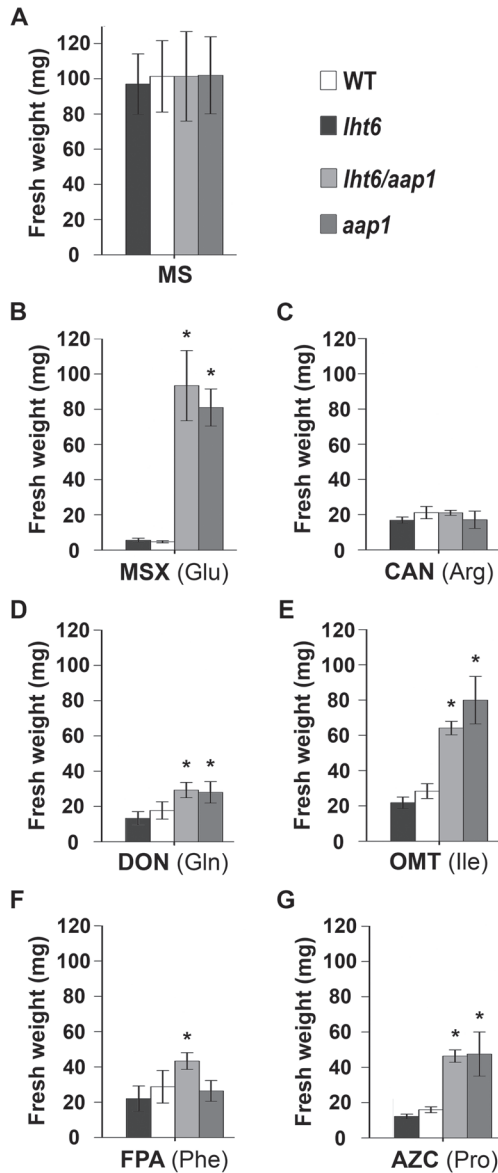 A
Fresh weight (mg)
120
100
80
60
40
20
0
MS
WT
lht6
lht6/aap1
aap1
B
Fresh weight (mg)
120
100
80
60
40
20
0
* *
MSX (Glu)
C
Fresh weight (mg)
120
100
80
60
40
20
0
CAN (Arg)
D
Fresh weight (mg)
120
100
80
60
40
20
0
* *
DON (Gln)
E
Fresh weight (mg)
120
100
80
60
40
20
0
* *
OMT (Ile)
F
Fresh weight (mg)
120
100
80
60
40
20
0
*
FPA (Phe)
G
Fresh weight (mg)
120
100
80
60
40
20
0
* *
AZC (Pro)